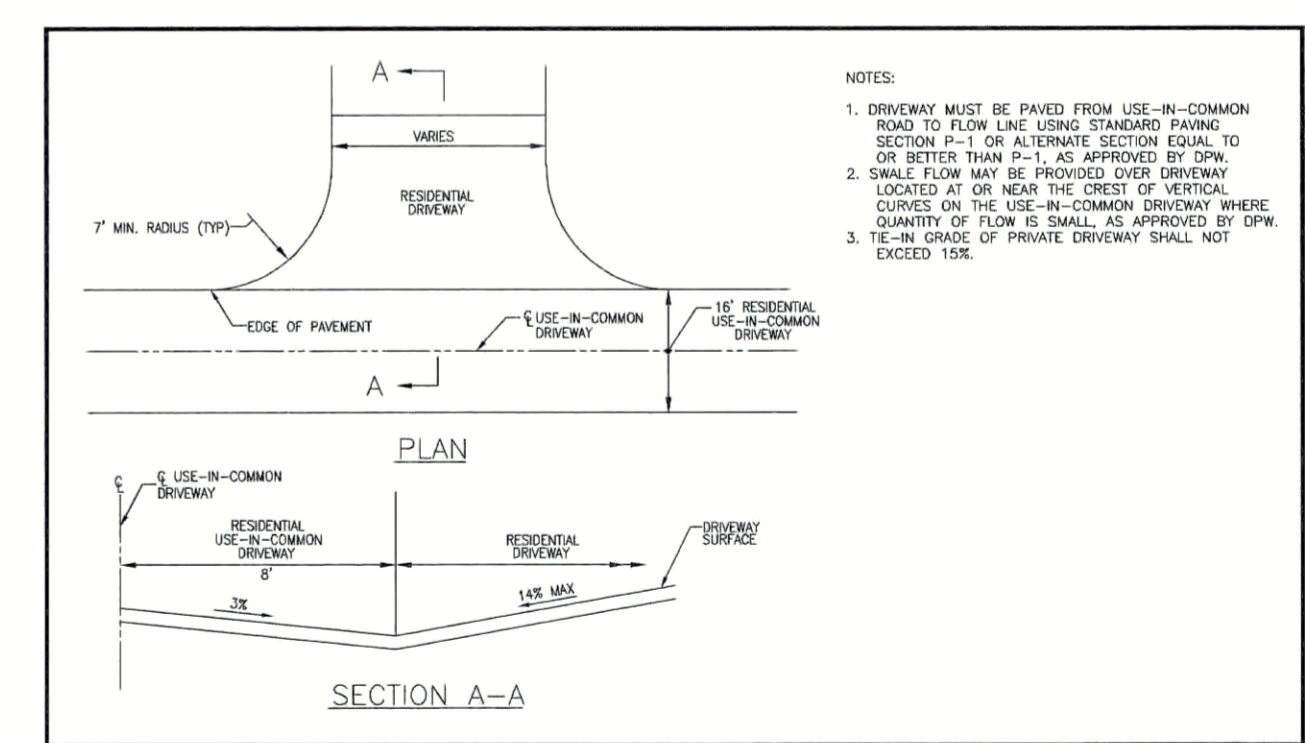 A
VARIES
RESIDENTIAL
DRIVEWAY
7' MIN. RADIUS (TYP)
EDGE OF PAVEMENT
℄ USE-IN-COMMON
DRIVEWAY
16' RESIDENTIAL
USE-IN-COMMON
DRIVEWAY
A
PLAN
NOTES:
1. DRIVEWAY MUST BE PAVED FROM USE-IN-COMMON
ROAD TO FLOW LINE USING STANDARD PAVING
SECTION P-1 OR ALTERNATE SECTION EQUAL TO
OR BETTER THAN P-1, AS APPROVED BY DPW.
2. SWALE FLOW MAY BE PROVIDED OVER DRIVEWAY
LOCATED AT OR NEAR THE CREST OF VERTICAL
CURVES ON THE USE-IN-COMMON DRIVEWAY WHERE
QUANTITY OF FLOW IS SMALL, AS APPROVED BY DPW.
3. TIE-IN GRADE OF PRIVATE DRIVEWAY SHALL NOT
EXCEED 15%.
℄
℄ USE-IN-COMMON
DRIVEWAY
RESIDENTIAL
USE-IN-COMMON
DRIVEWAY
8'
RESIDENTIAL
DRIVEWAY
DRIVEWAY
SURFACE
3%
14% MAX
SECTION A-A